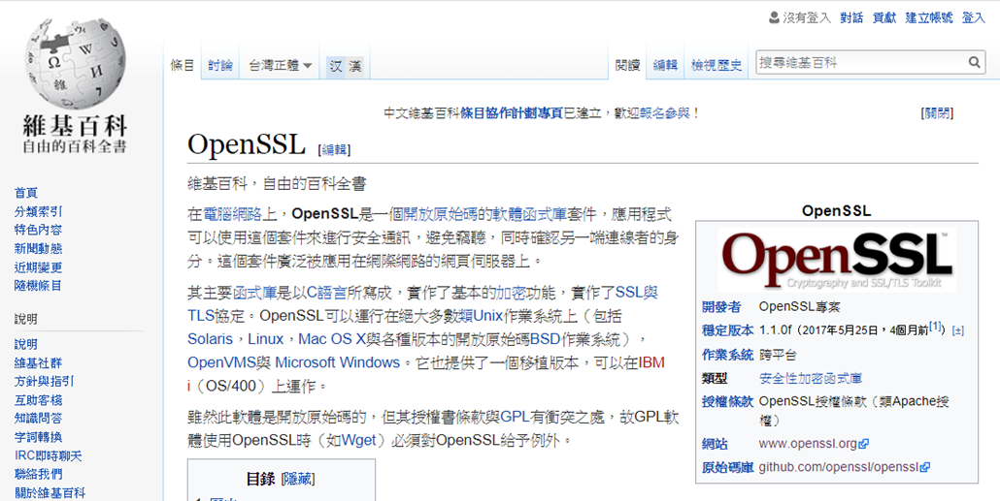 沒有登入 對話 貢獻 建立帳號 登入
條目 討論 台灣正體 汉 漢 閱讀 編輯 檢視歷史 搜尋維基百科
維基百科
自由的百科全書
中文維基百科條目協作計劃專頁已建立，歡迎報名參與！ [關閉]
OpenSSL [編輯]
維基百科，自由的百科全書
在電腦網路上，OpenSSL是一個開放原始碼的軟體函式庫套件，應用程式
可以使用這個套件來進行安全通訊，避免竊聽，同時確認另一端連線者的身
分。這個套件廣泛被應用在網際網路的網頁伺服器上。
其主要函式庫是以C語言所寫成，實作了基本的加密功能，實作了SSL與
TLS協定。OpenSSL可以運行在絕大多數類Unix作業系統上（包括
Solaris，Linux，Mac OS X與各種版本的開放原始碼BSD作業系統），
OpenVMS與 Microsoft Windows。它也提供了一個移植版本，可以在IBM
i（OS/400）上運作。
雖然此軟體是開放原始碼的，但其授權書條款與GPL有衝突之處，故GPL軟
體使用OpenSSL時（如Wget）必須對OpenSSL給予例外。
目錄 [隱藏]
OpenSSL
OpenSSL™
Cryptography and SSL/TLS Toolkit
開發者 OpenSSL專案
穩定版本 1.1.0f（2017年5月25日，4個月前[1]）[±]
作業系統 跨平台
類型 安全性加密函式庫
授權條款 OpenSSL授權條款（類Apache授
權）
網站 www.openssl.org
原始碼庫 github.com/openssl/openssl
首頁
分類索引
特色內容
新聞動態
近期變更
隨機條目
說明
說明
維基社群
方針與指引
互助客棧
知識問答
字詞轉換
IRC即時聊天
聯絡我們
關於維基百科